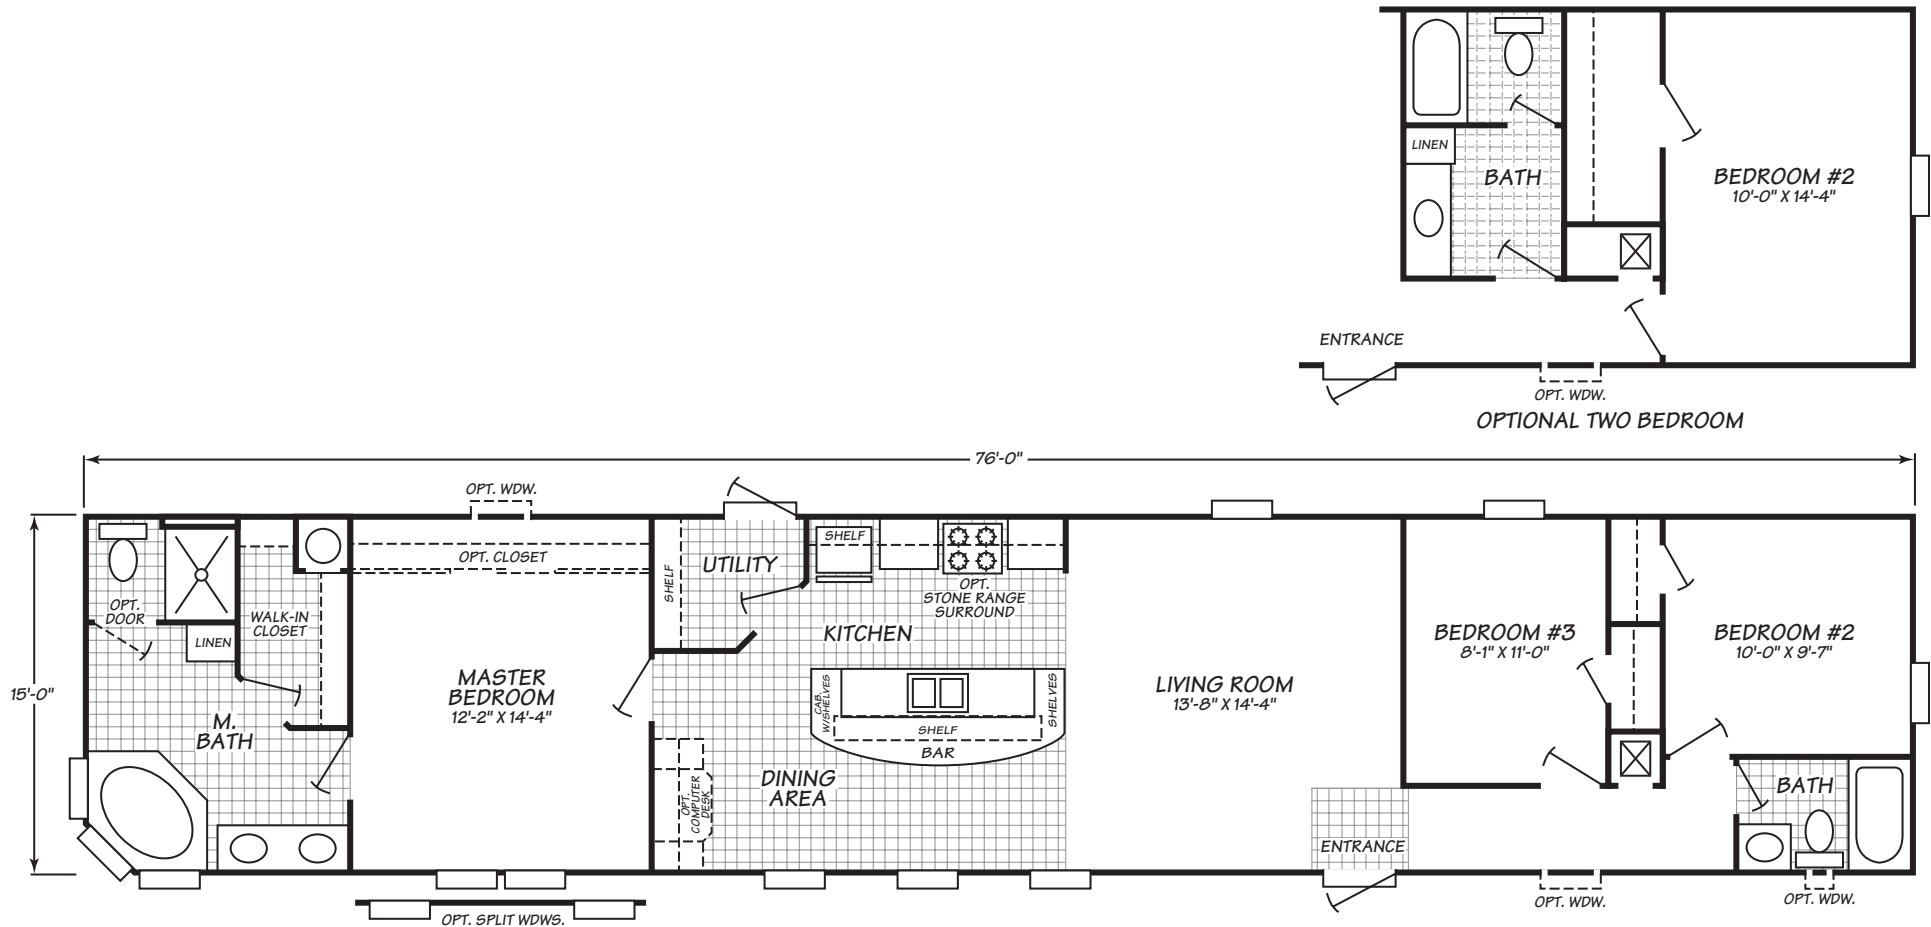 LINEN
BATH
BEDROOM #2
10'-0" X 14'-4"
ENTRANCE
OPT. WDW.
OPTIONAL TWO BEDROOM
76'-0"
15'-0"
OPT. WDW.
OPT.
DOOR
LINEN
WALK-IN
CLOSET
M.
BATH
OPT. CLOSET
MASTER
BEDROOM
12'-2" X 14'-4"
OPT. SPLIT WDWS.
SHELF
UTILITY
SHELF
OPT.
STONE RANGE
SURROUND
KITCHEN
CAB.
W/SHELVES
SHELVES
SHELF
BAR
DINING
AREA
OPT.
COMPUTER
DESK
LIVING ROOM
13'-8" X 14'-4"
ENTRANCE
BEDROOM #3
8'-1" X 11'-0"
BEDROOM #2
10'-0" X 9'-7"
BATH
OPT. WDW.
OPT. WDW.